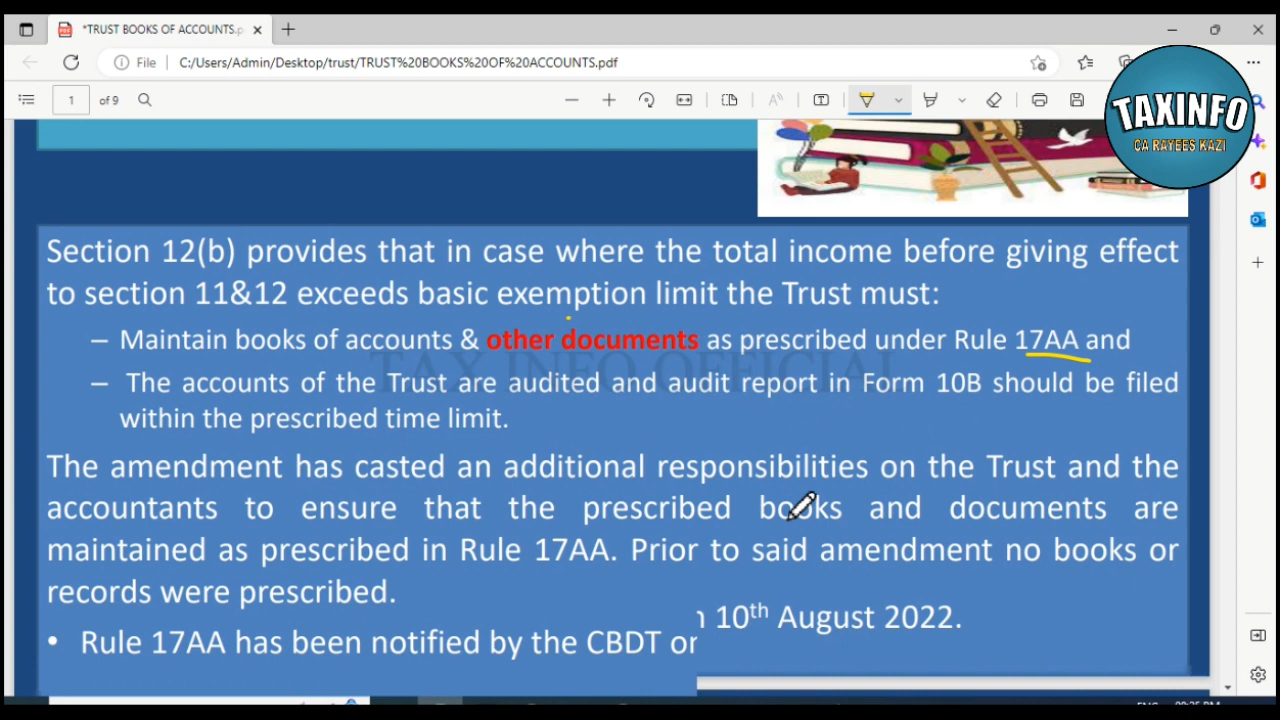 *TRUST BOOKS OF ACCOUNTS.p
File C:/Users/Admin/Desktop/trust/TRUST%20BOOKS%20OF%20ACCOUNTS.pdf
1 of 9
TAXINFO
CA RAYEES KAZI
Section 12(b) provides that in case where the total income before giving effect
to section 11&12 exceeds basic exemption limit the Trust must:
– Maintain books of accounts & other documents as prescribed under Rule 17AA and
TAX INFO OFFICIAL
– The accounts of the Trust are audited and audit report in Form 10B should be filed
within the prescribed time limit.
The amendment has casted an additional responsibilities on the Trust and the
accountants to ensure that the prescribed books and documents are
maintained as prescribed in Rule 17AA. Prior to said amendment no books or
records were prescribed.
• Rule 17AA has been notified by the CBDT on 10th August 2022.